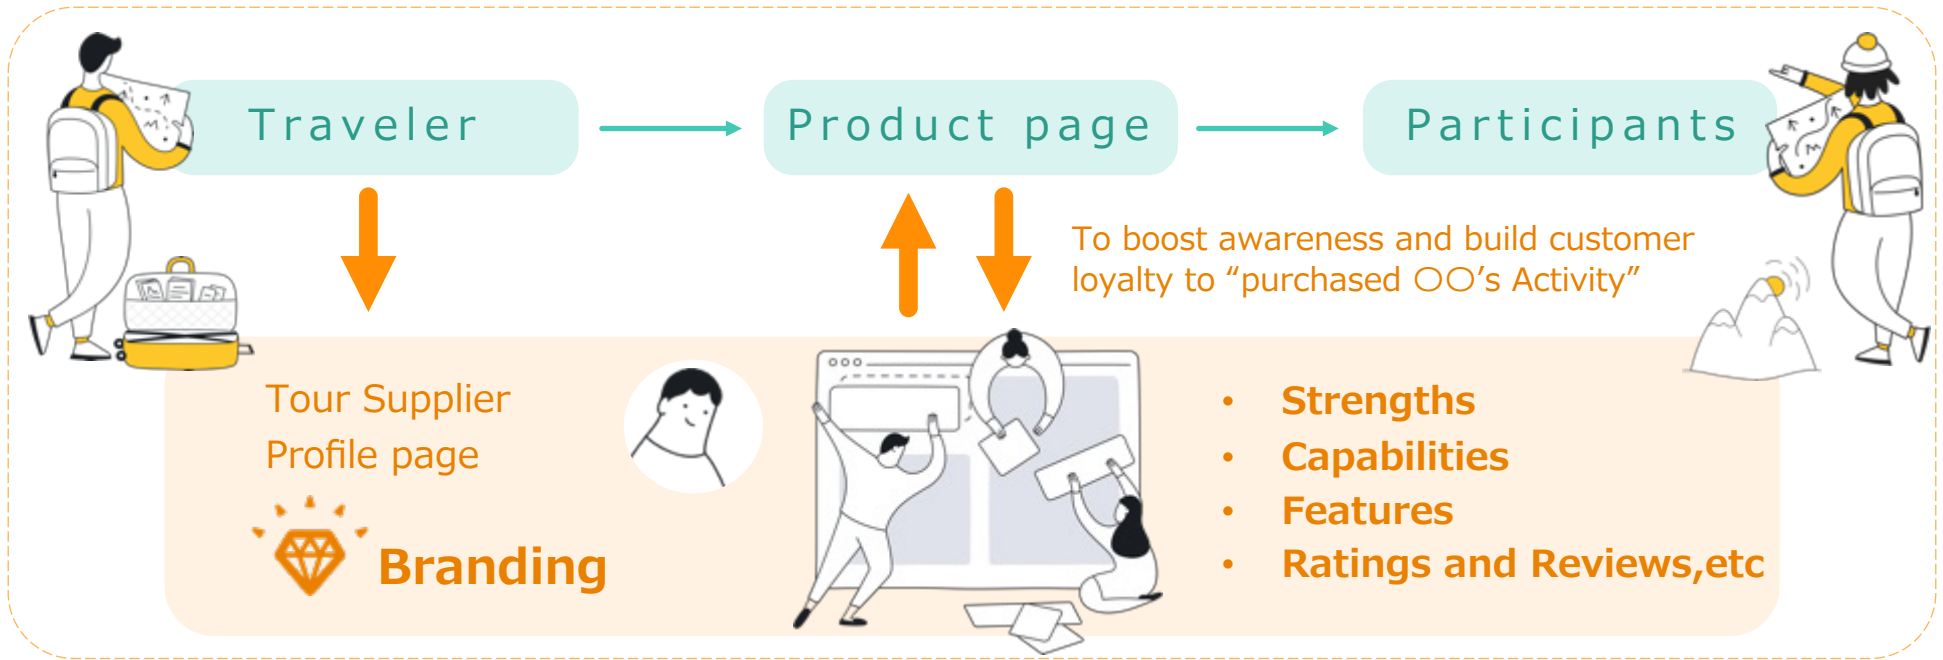 Traveler
Product page
Participants
To boost awareness and build customer
loyalty to “purchased 〇〇’s Activity”
Tour Supplier
Profile page
Branding
• Strengths
• Capabilities
• Features
• Ratings and Reviews,etc